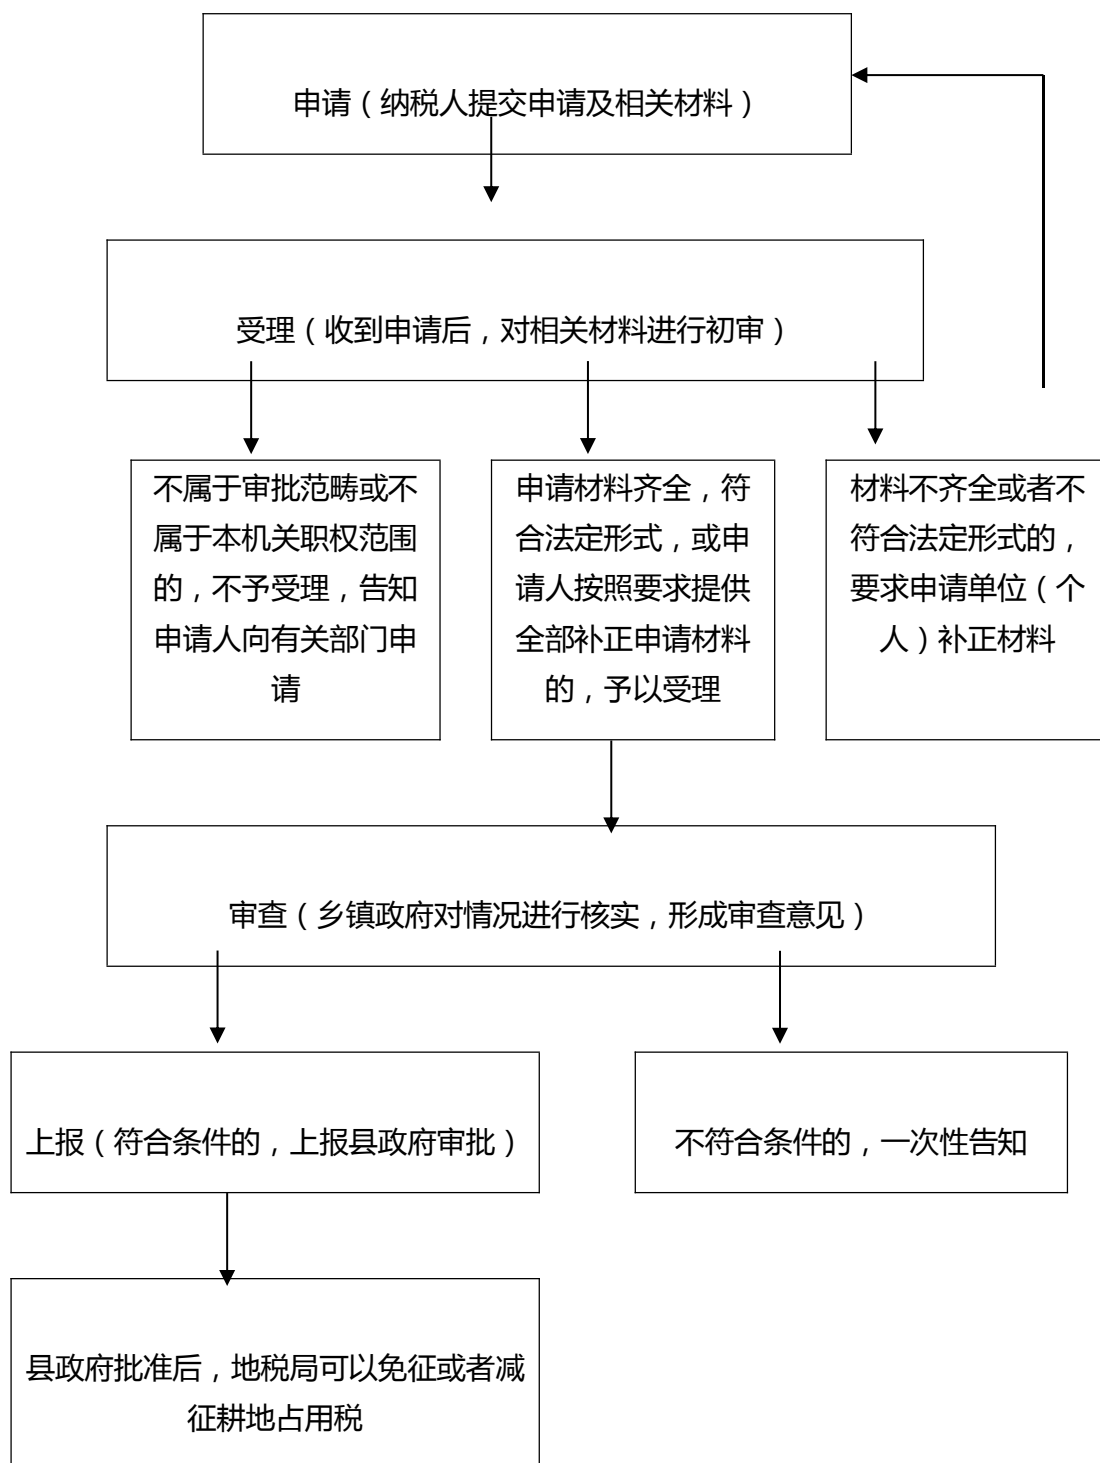 申请（纳税人提交申请及相关材料）
受理（收到申请后，对相关材料进行初审）
不属于审批范畴或不
属于本机关职权范围
的，不予受理，告知
申请人向有关部门申
请
申请材料齐全，符
合法定形式，或申
请人按照要求提供
全部补正申请材料
的，予以受理
材料不齐全或者不
符合法定形式的，
要求申请单位（个
人）补正材料
审查（乡镇政府对情况进行核实，形成审查意见）
上报（符合条件的，上报县政府审批）
不符合条件的，一次性告知
县政府批准后，地税局可以免征或者减
征耕地占用税